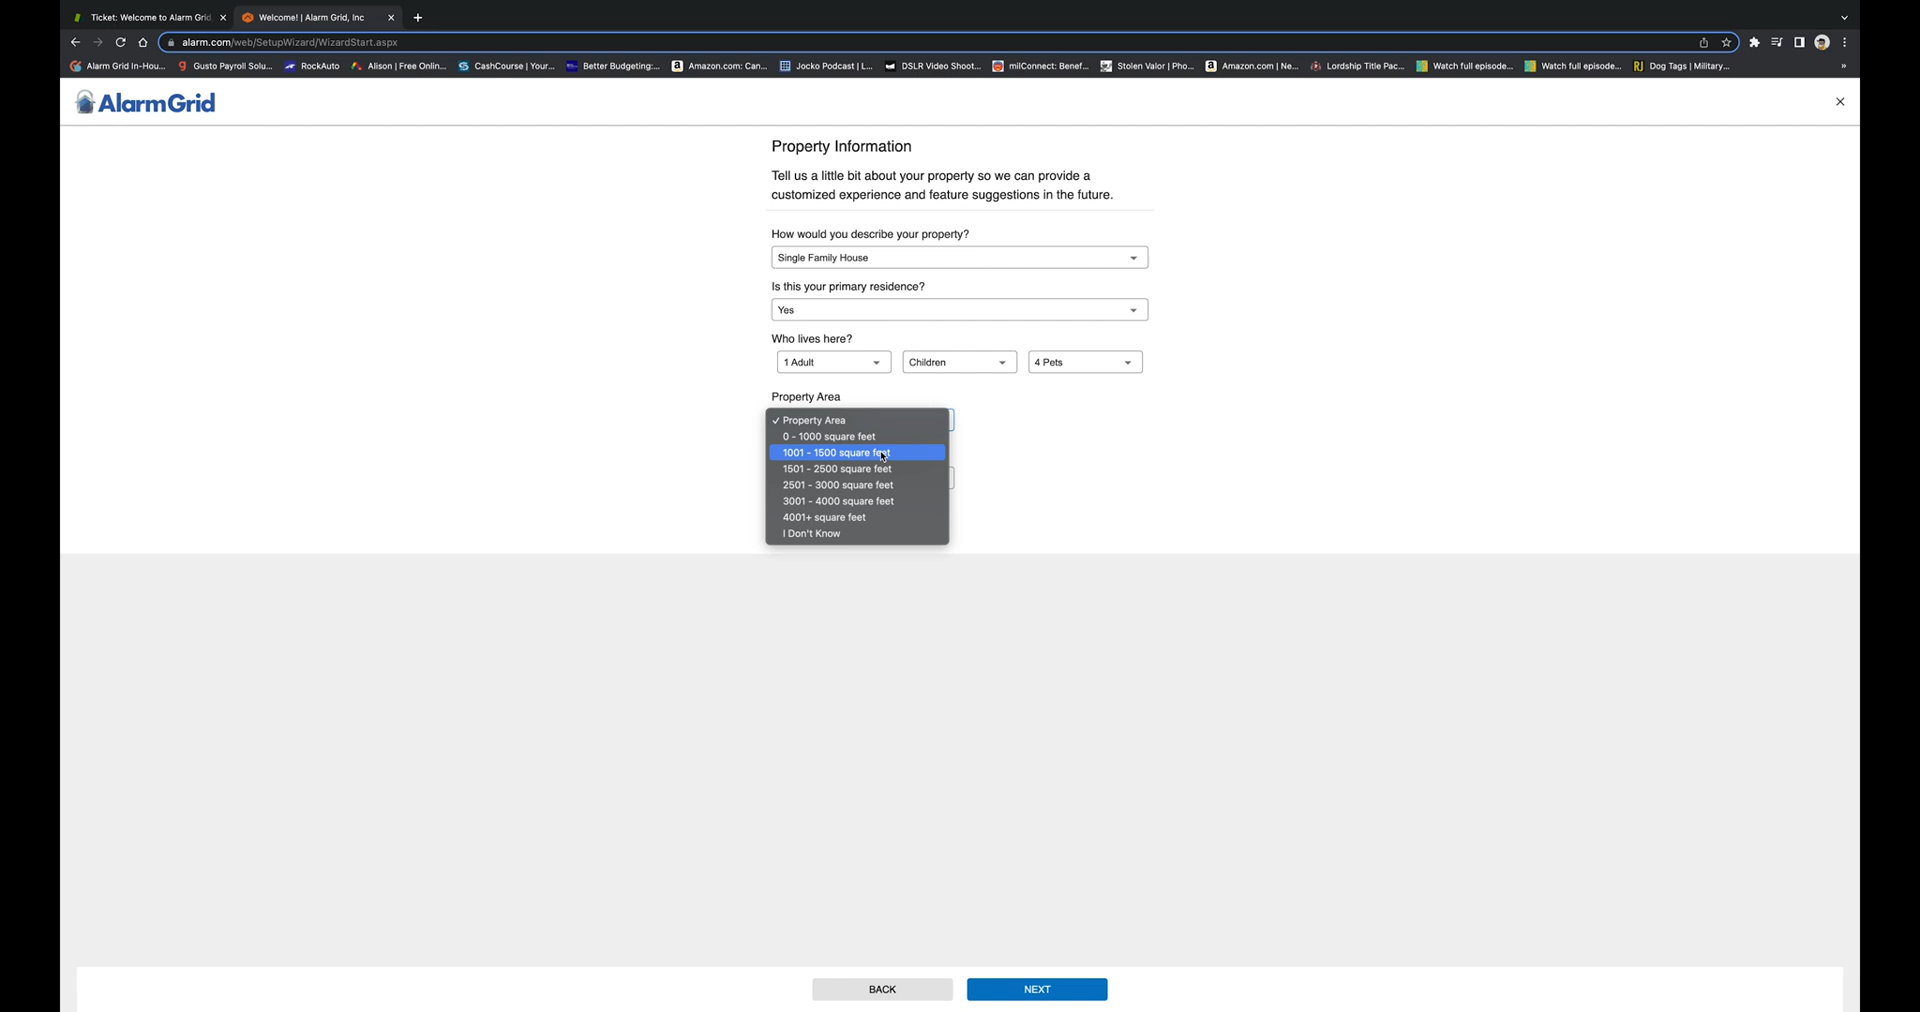 Ticket: Welcome to Alarm Grid,
Welcome! | Alarm Grid, Inc
alarm.com/web/SetupWizard/WizardStart.aspx
Alarm Grid In-Hou...
Gusto Payroll Solu...
RockAuto
Alison | Free Onlin...
CashCourse | Your...
Better Budgeting:...
Amazon.com: Can...
Jocko Podcast | L...
DSLR Video Shoot...
milConnect: Benef...
Stolen Valor | Pho...
Amazon.com | Ne...
Lordship Title Pac...
Watch full episode...
Watch full episode...
Dog Tags | Military...
AlarmGrid
Property Information
Tell us a little bit about your property so we can provide a
customized experience and feature suggestions in the future.
How would you describe your property?
Single Family House
Is this your primary residence?
Yes
Who lives here?
1 Adult
Children
4 Pets
Property Area
✓ Property Area
0 - 1000 square feet
1001 - 1500 square feet
1501 - 2500 square feet
2501 - 3000 square feet
3001 - 4000 square feet
4001+ square feet
I Don't Know
BACK
NEXT